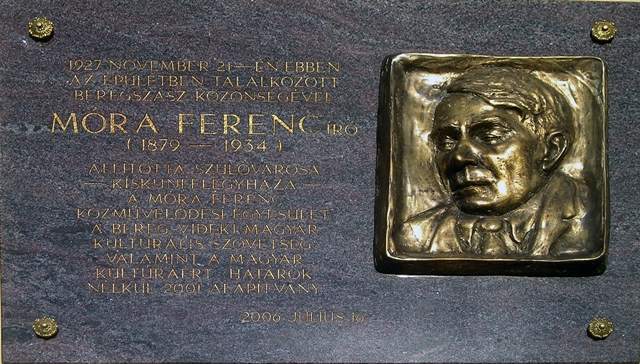 1927 NOVEMBER 21-ÉN EBBEN
AZ ÉPÜLETBEN TALÁLKOZOTT
BEREGSZÁSZ KÖZÖNSÉGÉVEL
MÓRA FERENC ÍRÓ
(1879 — 1934)
ÁLLÍTOTTA SZÜLŐVÁROSA
— KISKUNFÉLEGYHÁZA —
A MÓRA FERENC
KÖZMŰVELŐDÉSI EGYESÜLET
A BEREG VIDÉKI MAGYAR
KULTURÁLIS SZÖVETSÉG
VALAMINT A MAGYAR
KULTÚRÁÉRT HATÁROK
NÉLKÜL 2001 ALAPÍTVÁNY
2006 JÚLIUS